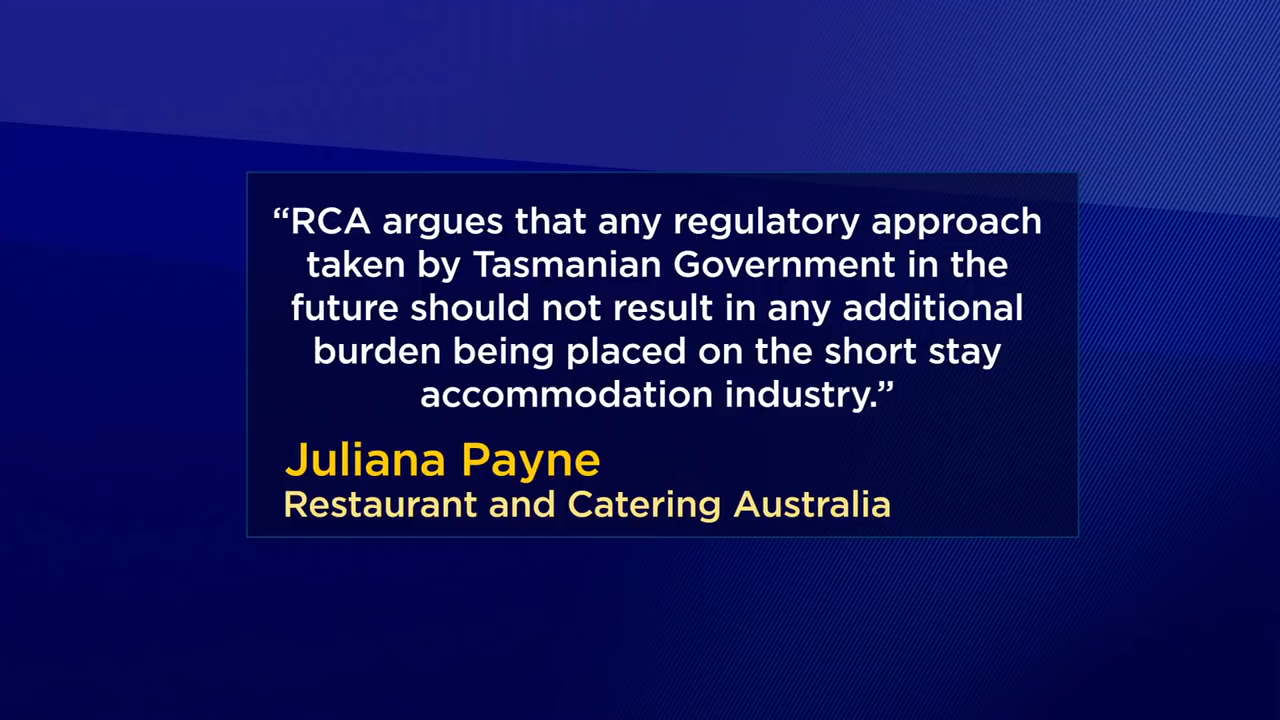 “RCA argues that any regulatory approach
taken by Tasmanian Government in the
future should not result in any additional
burden being placed on the short stay
accommodation industry.”
Juliana Payne
Restaurant and Catering Australia